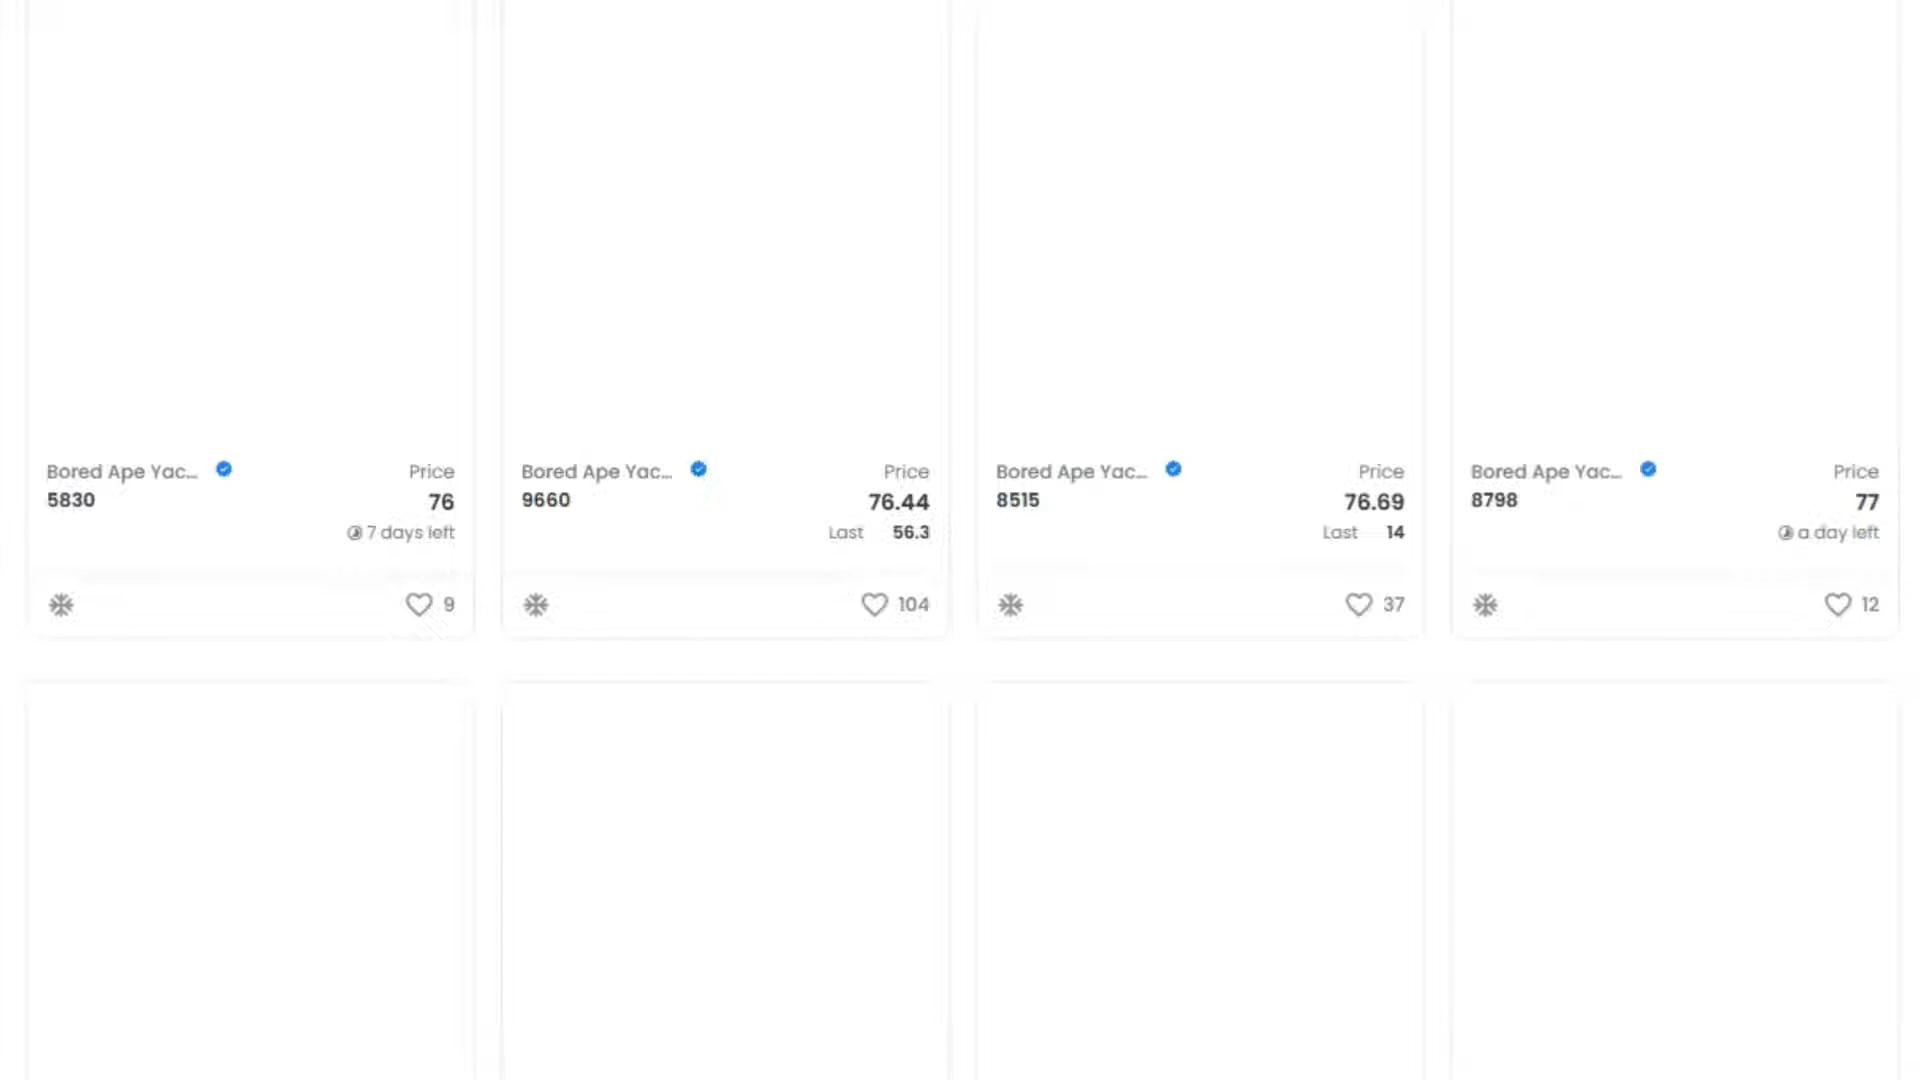 Bored Ape Yac... Price
5830 76
7 days left
9
Bored Ape Yac... Price
9660 76.44
Last 56.3
104
Bored Ape Yac... Price
8515 76.69
Last 14
37
Bored Ape Yac... Price
8798 77
a day left
12